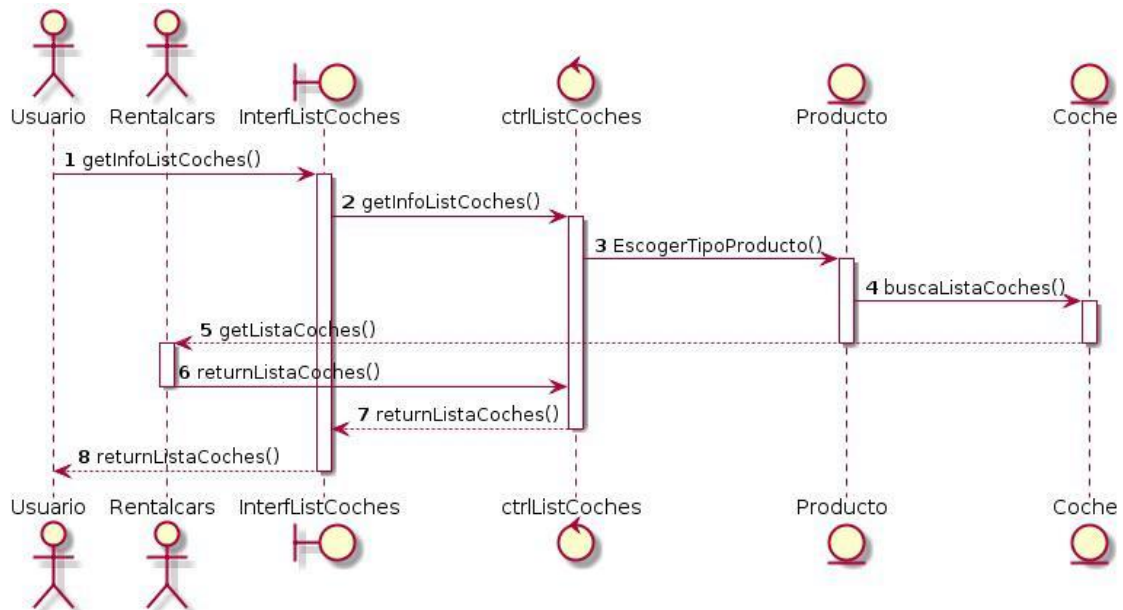 Usuario Rentalcars InterfListCoches ctrlListCoches Producto Coche
1 getInfoListCoches()
2 getInfoListCoches()
3 EscogerTipoProducto()
4 buscaListaCoches()
5 getListaCoches()
6 returnListaCoches()
7 returnListaCoches()
8 returnListaCoches()
Usuario Rentalcars InterfListCoches ctrlListCoches Producto Coche